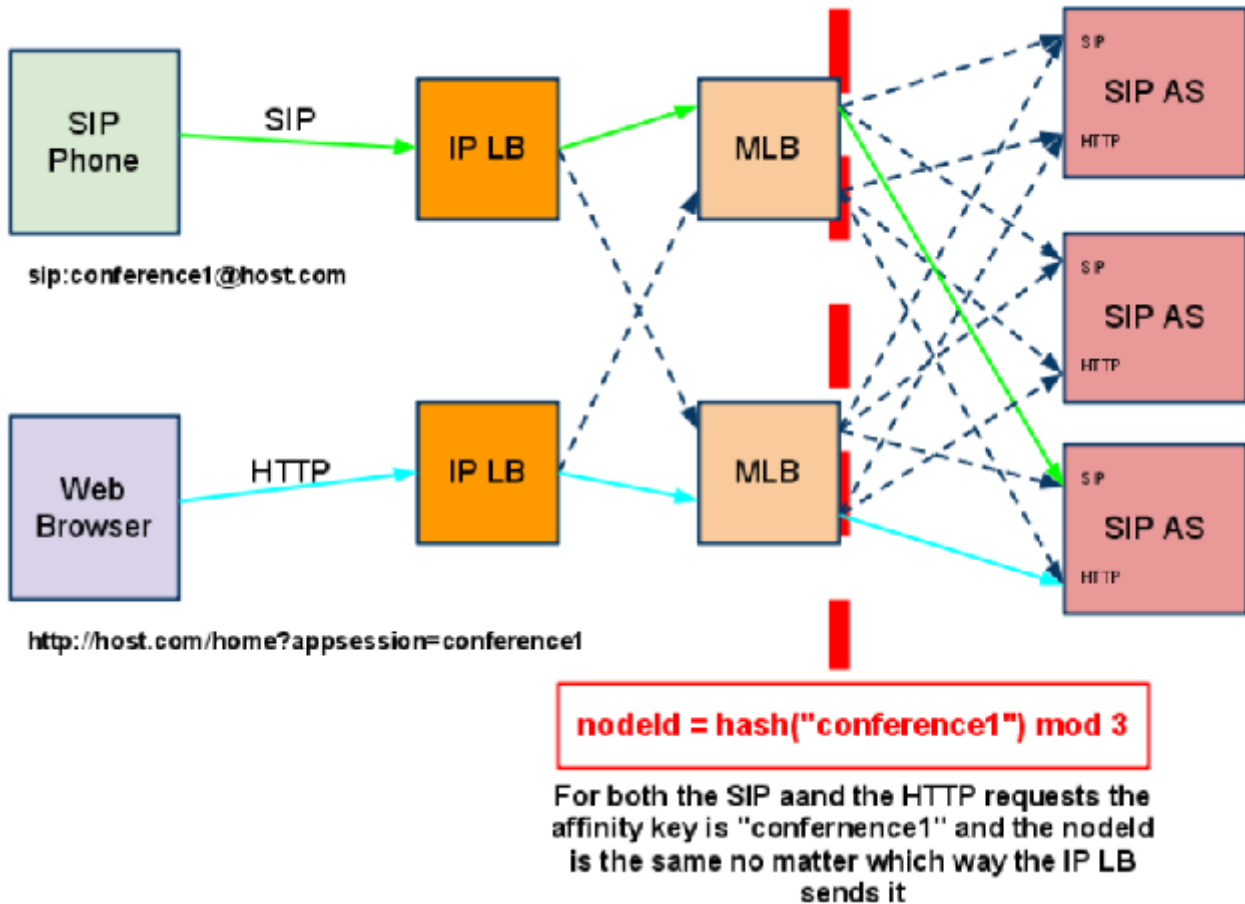 SIP
Phone
SIP
IP LB
MLB
SIP
SIP AS
HTTP
sip:conference1@host.com
SIP
SIP AS
HTTP
Web
Browser
HTTP
IP LB
MLB
SIP
SIP AS
HTTP
http://host.com/home?appsession=conference1
nodeId = hash("conference1") mod 3
For both the SIP aand the HTTP requests the
affinity key is "confernence1" and the nodeId
is the same no matter which way the IP LB
sends it